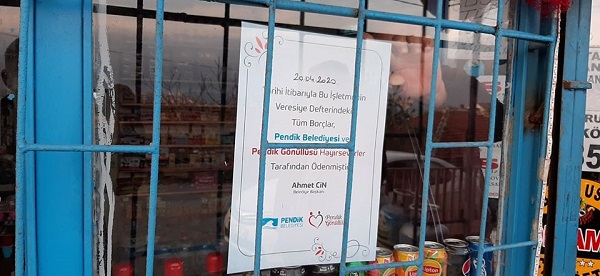 20.04.2020
Tarihi İtibarıyla Bu İşletmenin
Veresiye Defterindeki
Tüm Borçlar,
Pendik Belediyesi ve
Pendik Gönüllüsü Hayırseverler
Tarafından Ödenmiştir
Ahmet CİN
Belediye Başkanı
PENDİK
BELEDİYESİ
Pendik
Gönüllüsü
Lipton